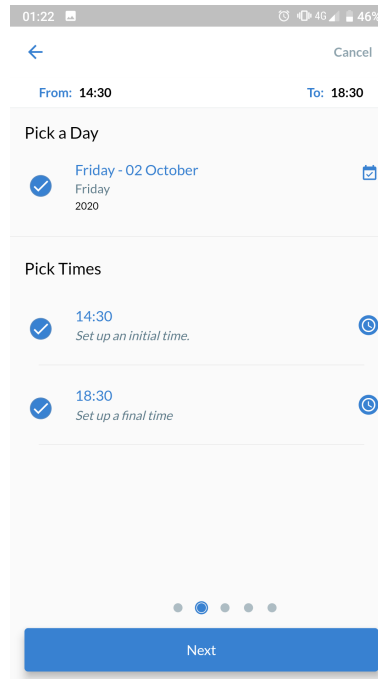 01:22 4G 46%
Cancel
From: 14:30 To: 18:30
Pick a Day
Friday - 02 October
Friday
2020
Pick Times
14:30
Set up an initial time.
18:30
Set up a final time
Next